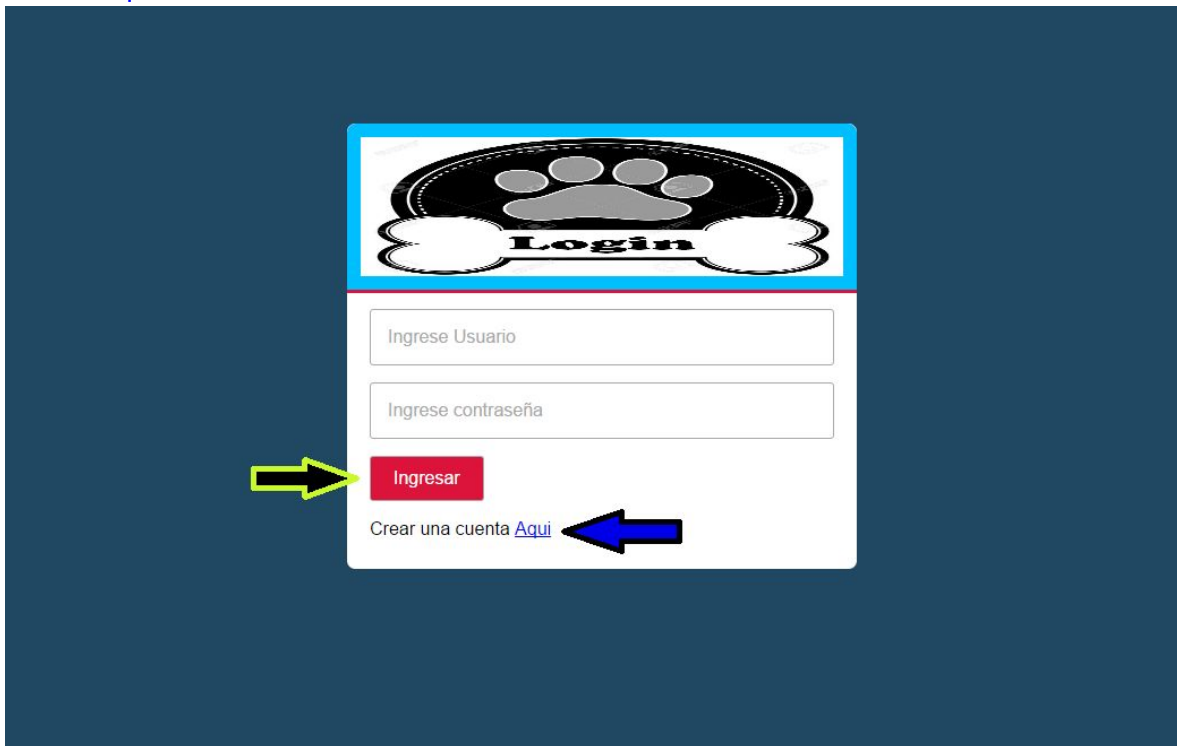 Login
Ingrese Usuario
Ingrese contraseña
Ingresar
Crear una cuenta Aqui